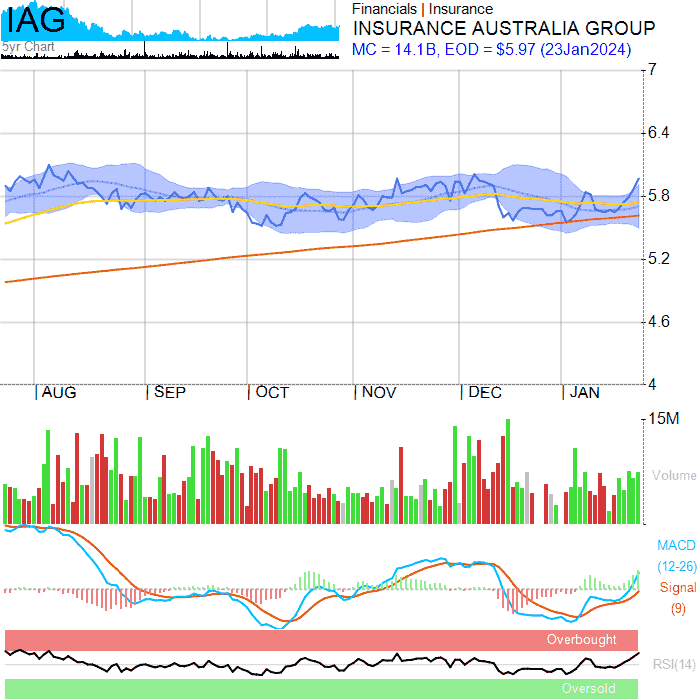 IAG
5yr Chart
Financials | Insurance
INSURANCE AUSTRALIA GROUP
MC = 14.1B, EOD = $5.97 (23Jan2024)
7
6.4
5.8
5.2
4.6
4
| AUG | SEP | OCT | NOV | DEC | JAN
15M
Volume
MACD
(12-26)
Signal
(9)
Overbought
RSI(14)
Oversold